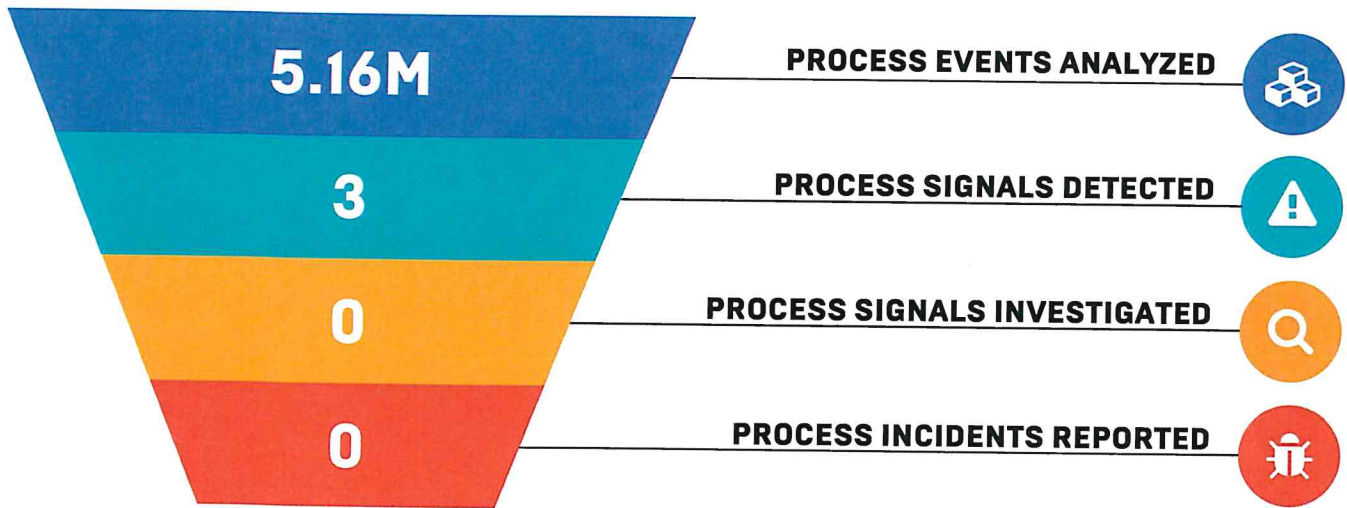 5.16M
PROCESS EVENTS ANALYZED
3
PROCESS SIGNALS DETECTED
0
PROCESS SIGNALS INVESTIGATED
0
PROCESS INCIDENTS REPORTED